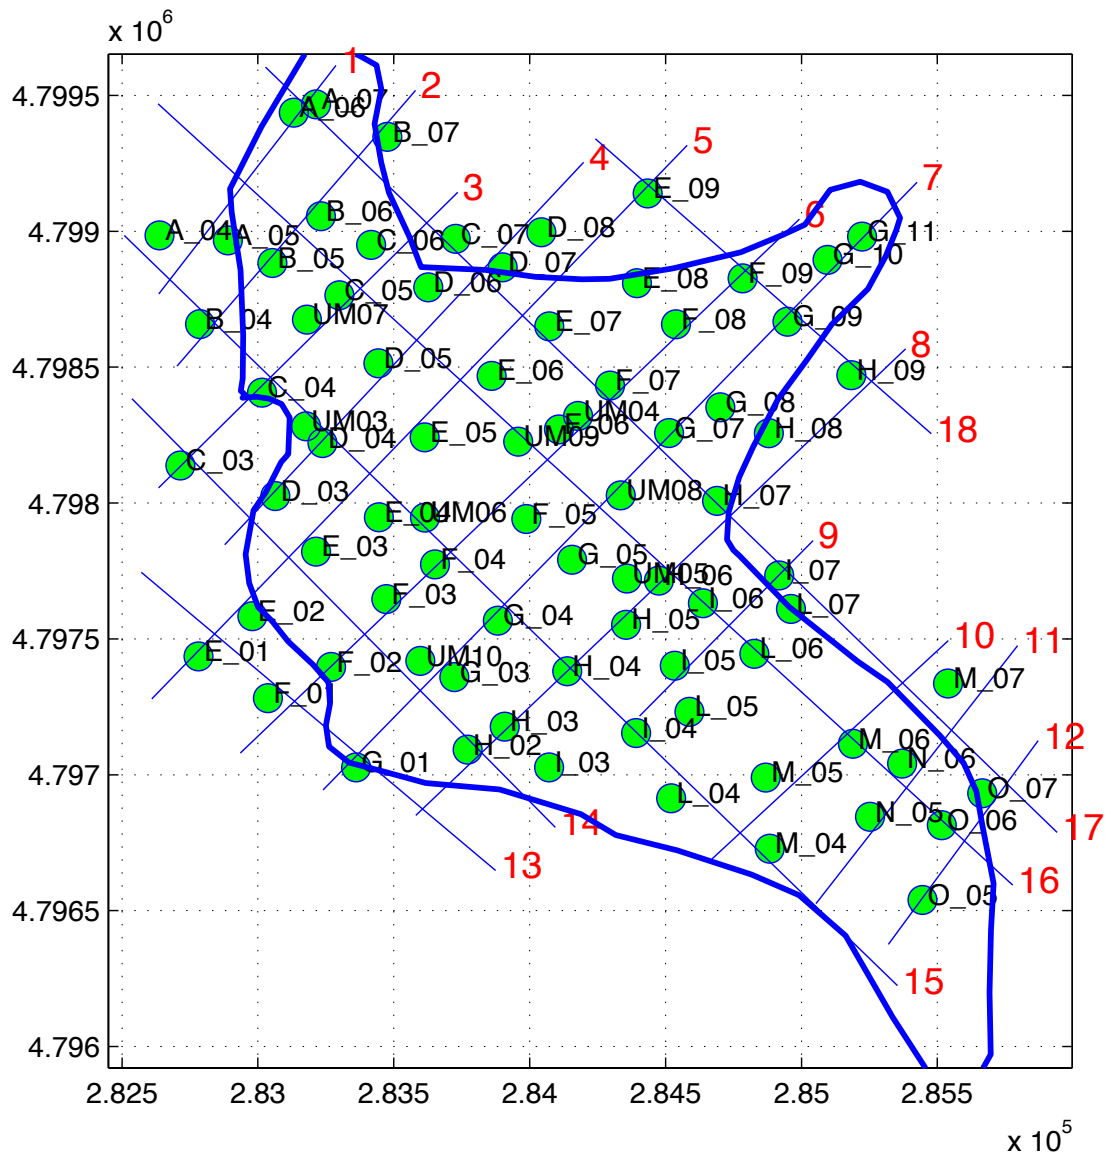 x 10^6
1
A_07
4.7995
A_06
2
B_07
5
4
E_09
7
3
B_06
6
A_04
A_05
C_06
C_07
D_08
G_11
4.799
B_05
D_07
G_10
D_06
E_08
F_09
C_05
B_04
UM07
E_07
F_08
G_09
8
D_05
4.7985
C_04
E_06
F_07
H_09
G_08
UM03
UM04
F_06
18
D_04
E_05
UM09
G_07
H_08
C_03
D_03
UM08
H_07
4.798
E_04
UM06
F_05
9
E_03
F_04
G_05
UM05
H_06
I_07
F_03
I_06
L_07
E_02
G_04
H_05
4.7975
E_01
F_02
UM10
L_06
10
11
G_03
H_04
I_05
M_07
F_01
L_05
H_03
I_04
12
H_02
M_06
N_06
4.797
G_01
I_03
M_05
O_07
L_04
N_05
O_06
14
17
M_04
13
16
4.7965
O_05
15
4.796
2.825
2.83
2.835
2.84
2.845
2.85
2.855
x 10^5